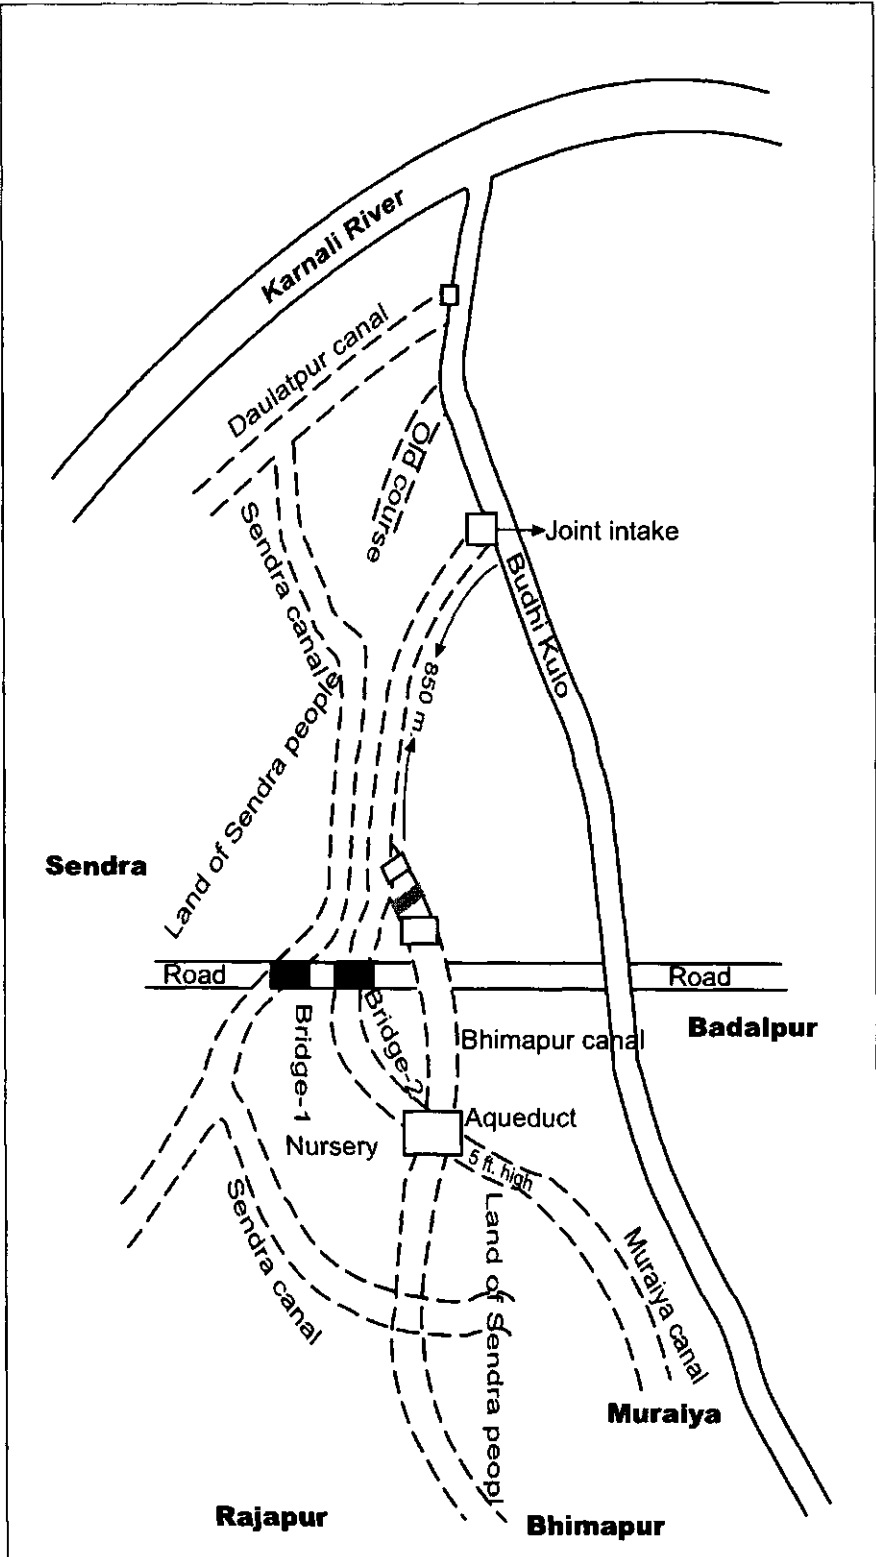 Karnali River
Daulatpur canal
Old course
Sendra canal
Joint intake
Budhi Kulo
850 m.
Land of Sendra people
Sendra
Road
Road
Badalpur
Bridge-1
Bridge-2
Bhimapur canal
Aqueduct
Nursery
5 ft. high
Sendra canal
Land of Sendra peopl
Muraiya canal
Muraiya
Rajapur
Bhimapur